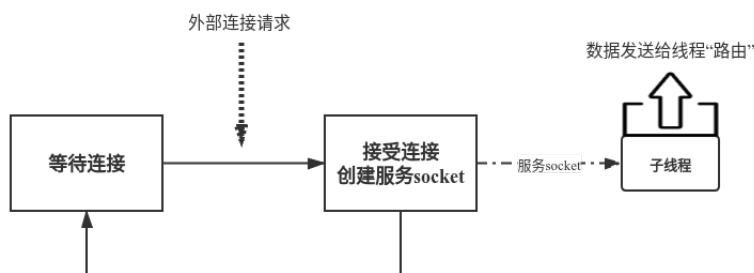 外部连接请求
数据发送给线程“路由”
等待连接
接受连接
创建服务socket
服务socket
子线程